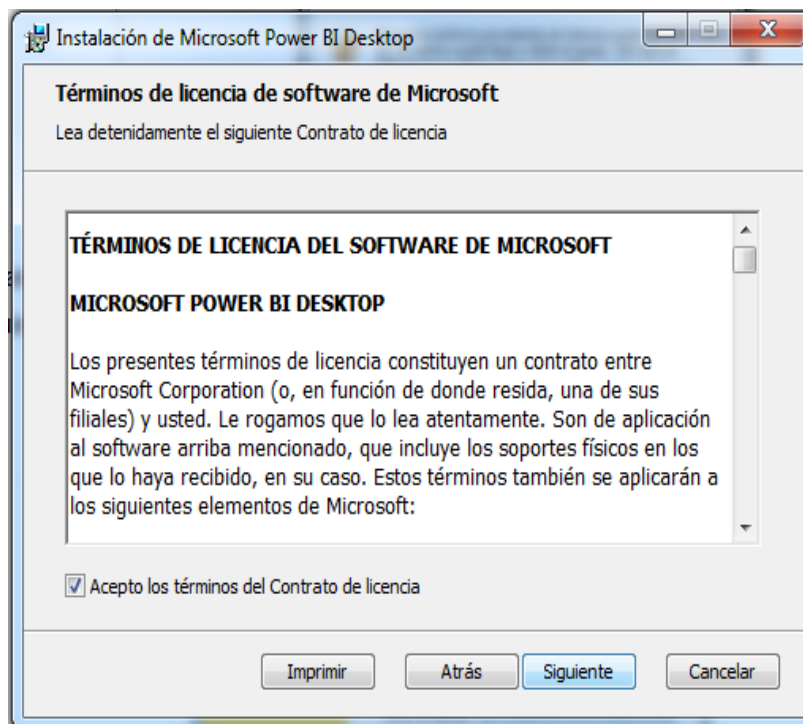 Instalación de Microsoft Power BI Desktop
Términos de licencia de software de Microsoft
Lea detenidamente el siguiente Contrato de licencia
TÉRMINOS DE LICENCIA DEL SOFTWARE DE MICROSOFT
MICROSOFT POWER BI DESKTOP
Los presentes términos de licencia constituyen un contrato entre
Microsoft Corporation (o, en función de donde resida, una de sus
filiales) y usted. Le rogamos que lo lea atentamente. Son de aplicación
al software arriba mencionado, que incluye los soportes físicos en los
que lo haya recibido, en su caso. Estos términos también se aplicarán a
los siguientes elementos de Microsoft:
Acepto los términos del Contrato de licencia
Imprimir Atrás Siguiente Cancelar